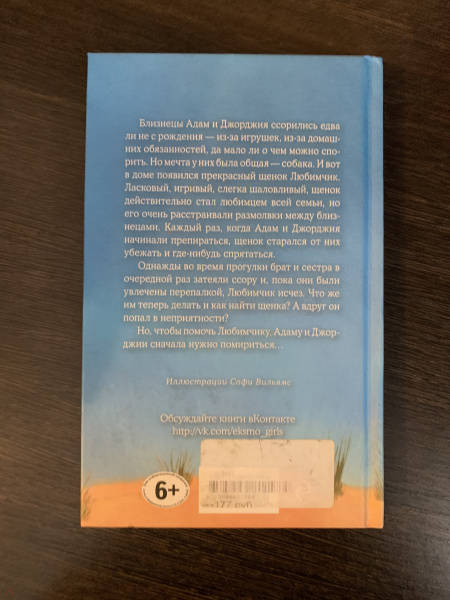 Близнецы Адам и Джорджия ссорились едва
ли не с рождения — из-за игрушек, из-за домаш-
них обязанностей, да мало ли о чем можно спо-
рить. Но мечта у них была общая — собака. И вот
в доме появился прекрасный щенок Любимчик.
Ласковый, игривый, слегка шаловливый, щенок
действительно стал любимцем всей семьи, но
его очень расстраивали размолвки между близ-
нецами. Каждый раз, когда Адам и Джорджия
начинали препираться, щенок старался от них
убежать и где-нибудь спрятаться.
Однажды во время прогулки брат и сестра в
очередной раз затеяли ссору и, пока они были
увлечены перепалкой, Любимчик исчез. Что же
им теперь делать и как найти щенка? А вдруг он
попал в неприятности?
Но, чтобы помочь Любимчику, Адаму и Джор-
джии сначала нужно помириться...
Иллюстрации Софи Вильямс
Обсуждайте книги вКонтакте
http://vk.com/eksmo_girls
6+
177 руб